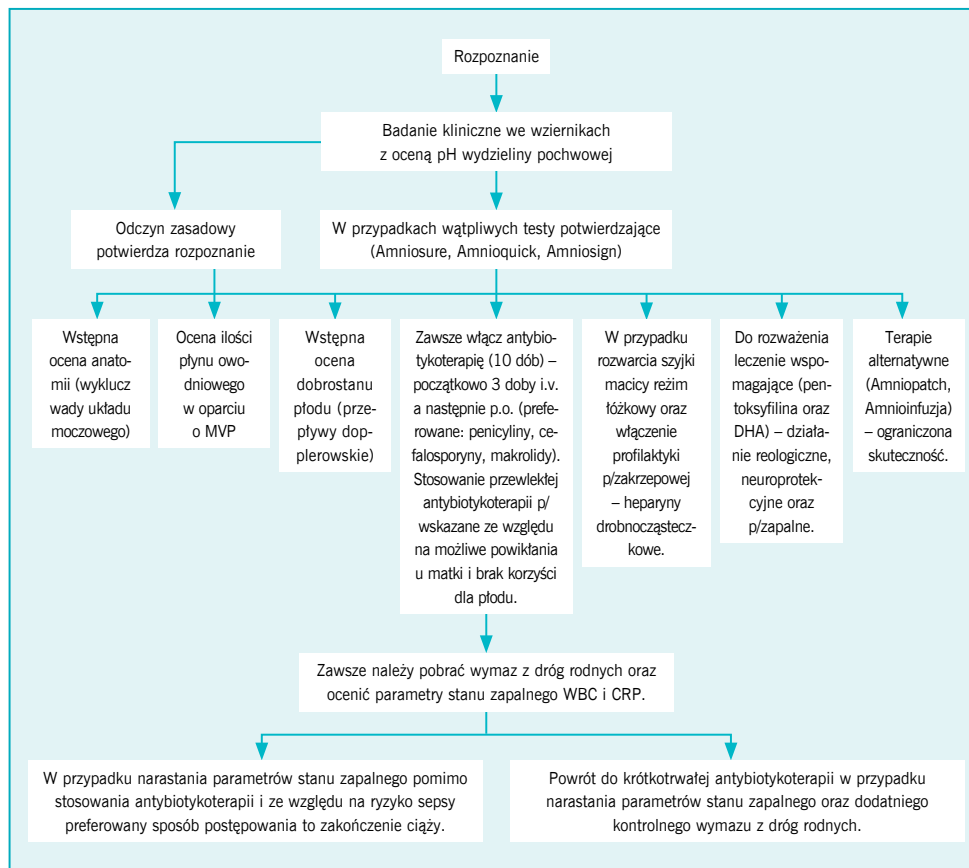 Rozpoznanie
Badanie kliniczne we wziernikach
z oceną pH wydzieliny pochwowej
Odczyn zasadowy
potwierdza rozpoznanie
W przypadkach wątpliwych testy potwierdzające
(Amniosure, Amnioquick, Amniosign)
Wstępna
ocena anato-
mii (wyklucz
wady układu
moczowego)
Ocena ilości
płynu owo-
dniowego
w oparciu
o MVP
Wstępna
ocena
dobrostanu
płodu (prze-
pływy dop-
plerowskie)
Zawsze włącz antybio-
tykoterapię (10 dób) –
początkowo 3 doby i.v.
a następnie p.o. (prefe-
rowane: penicyliny, ce-
falosporyny, makrolidy).
Stosowanie przewlekłej
antybiotykoterapii p/
wskazane ze względu
na możliwe powikłania
u matki i brak korzyści
dla płodu.
W przypadku
rozwarcia szyjki
macicy reżim
łóżkowy oraz
włączenie
profilaktyki
p/zakrzepowej
– heparyny
drobnocząstecz-
kowe.
Do rozważenia
leczenie wspo-
magające (pen-
toksyfilina oraz
DHA) – działa-
nie reologiczne,
neuroprotek-
cyjne oraz
p/zapalne.
Terapie
alternatywne
(Amniopatch,
Amnioinfuzja)
– ograniczona
skuteczność.
Zawsze należy pobrać wymaz z dróg rodnych oraz
ocenić parametry stanu zapalnego WBC i CRP.
W przypadku narastania parametrów stanu zapalnego pomimo
stosowania antybiotykoterapii i ze względu na ryzyko sepsy
preferowany sposób postępowania to zakończenie ciąży.
Powrót do krótkotrwałej antybiotykoterapii w przypadku
narastania parametrów stanu zapalnego oraz dodatniego
kontrolnego wymazu z dróg rodnych.